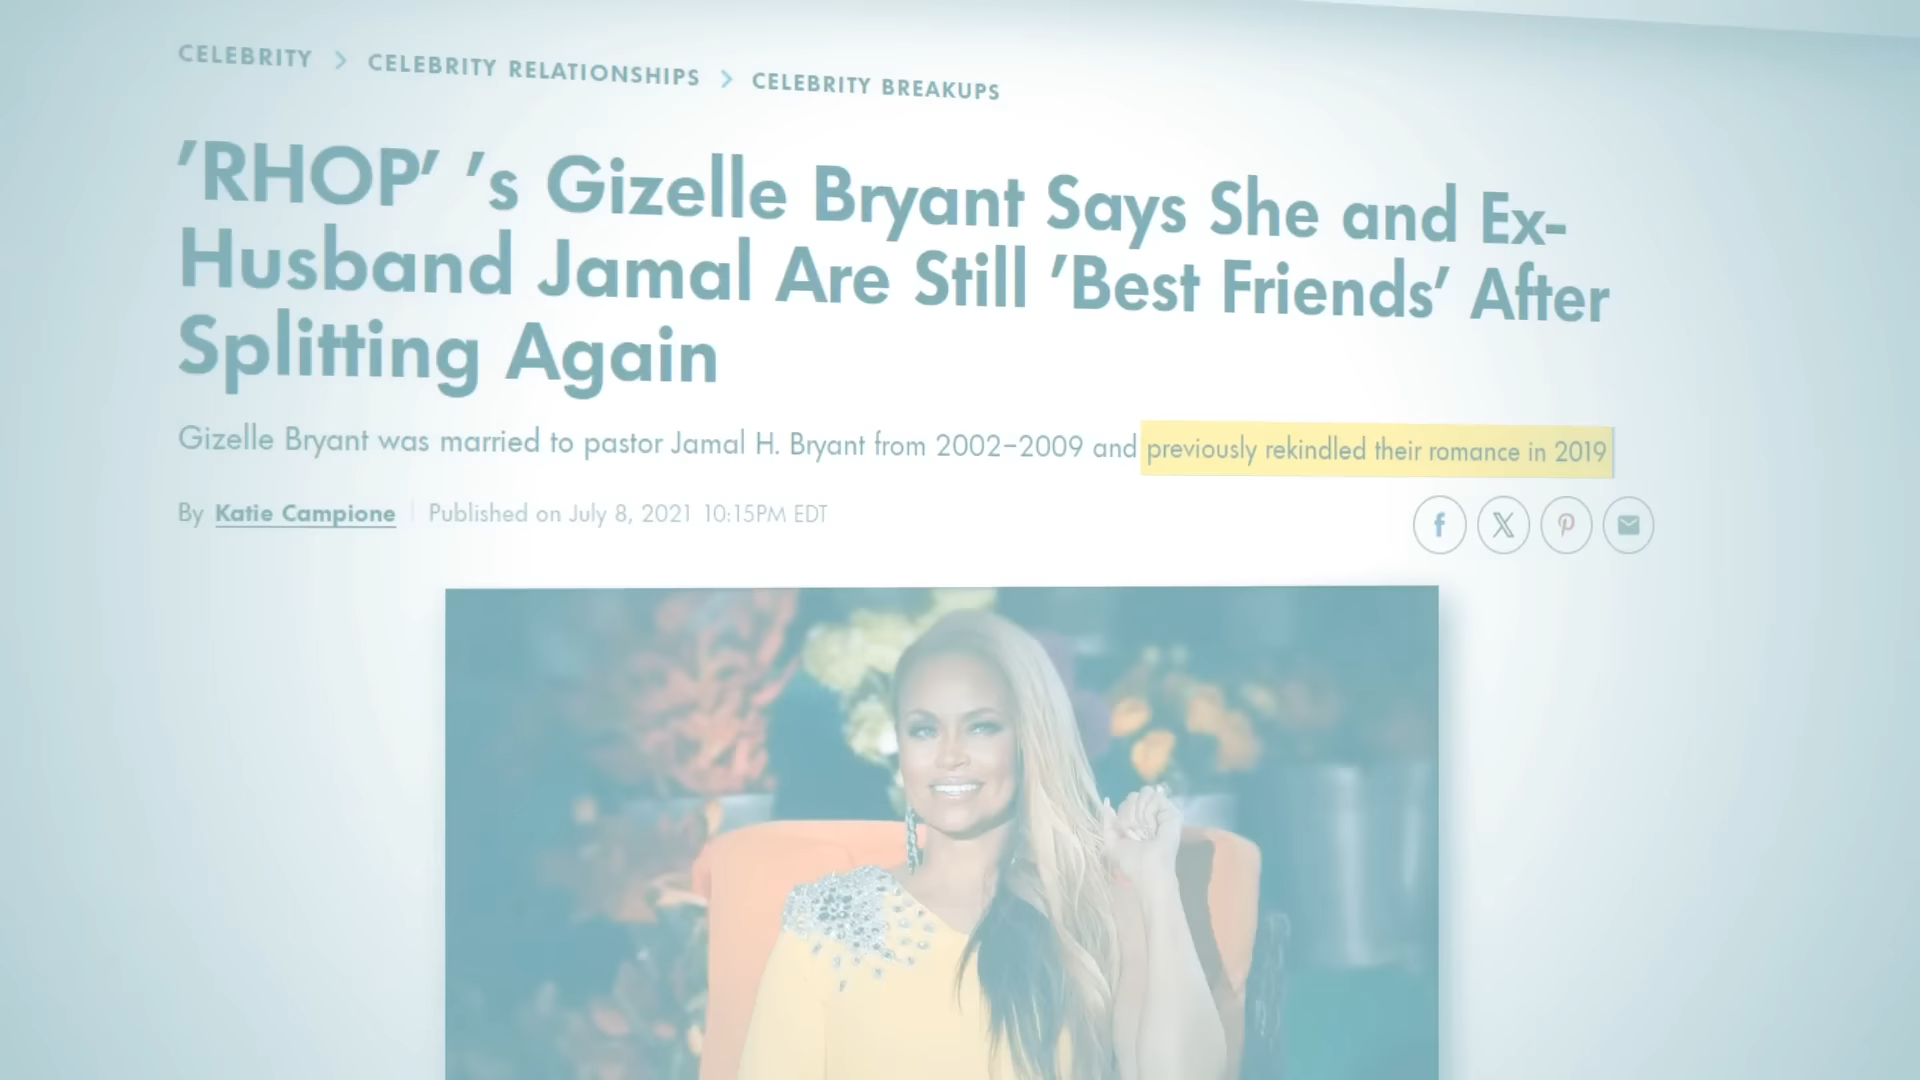 CELEBRITY > CELEBRITY RELATIONSHIPS > CELEBRITY BREAKUPS
’RHOP’ ’s Gizelle Bryant Says She and Ex-
Husband Jamal Are Still ’Best Friends’ After
Splitting Again
Gizelle Bryant was married to pastor Jamal H. Bryant from 2002–2009 and previously rekindled their romance in 2019
By Katie Campione | Published on July 8, 2021 10:15PM EDT